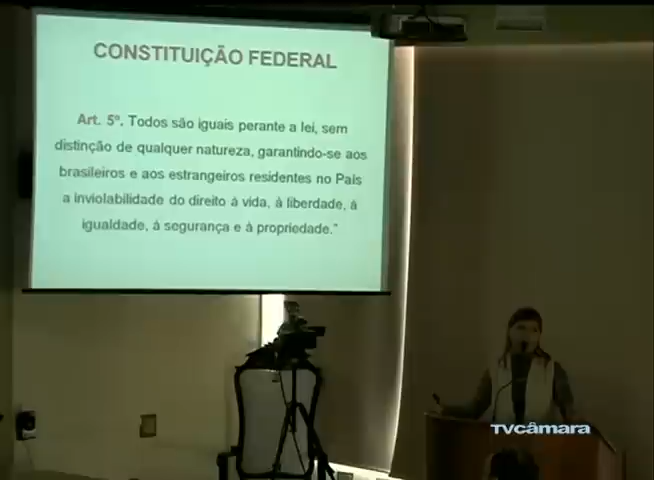 CONSTITUIÇÃO FEDERAL
Art. 5º. Todos são iguais perante a lei, sem
distinção de qualquer natureza, garantindo-se aos
brasileiros e aos estrangeiros residentes no País
a inviolabilidade do direito à vida, à liberdade, à
igualdade, à segurança e à propriedade."
TVcâmara